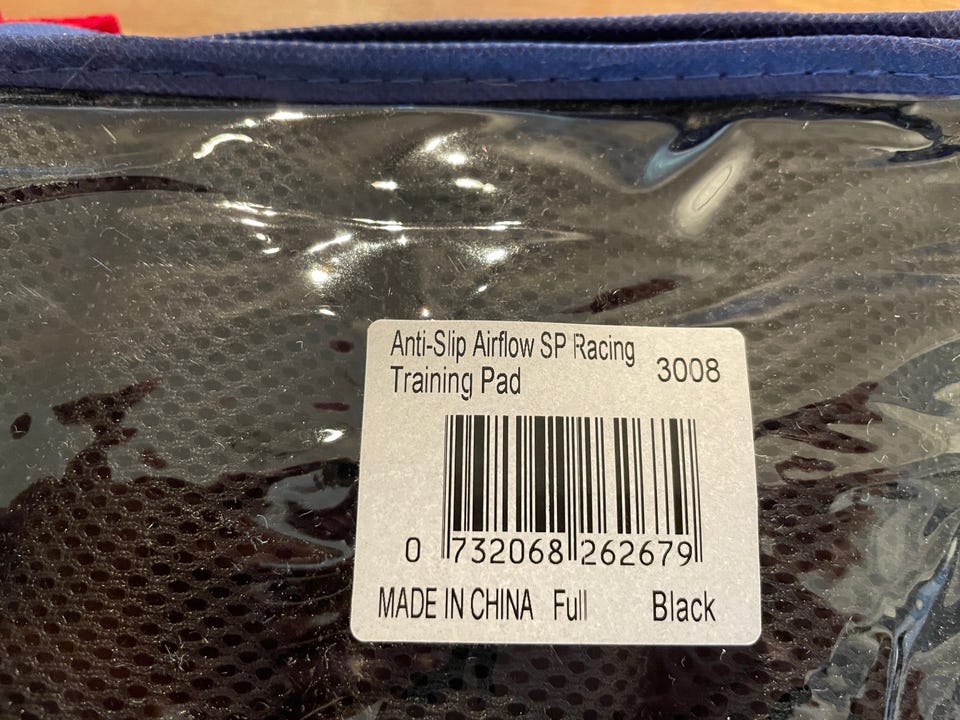 Anti-Slip Airflow SP Racing
Training Pad 3008
0 732068 262679
MADE IN CHINA Full Black